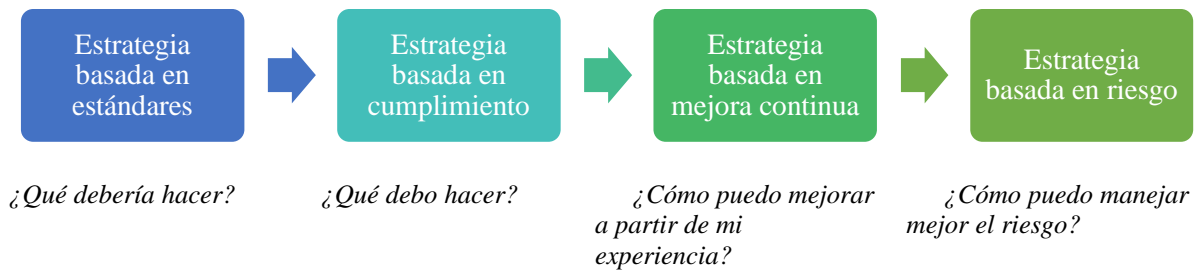 Estrategia
basada en
estándares
Estrategia
basada en
cumplimiento
Estrategia
basada en
mejora continua
Estrategia
basada en riesgo
¿Qué debería hacer?
¿Qué debo hacer?
¿Cómo puedo mejorar
a partir de mi
experiencia?
¿Cómo puedo manejar
mejor el riesgo?